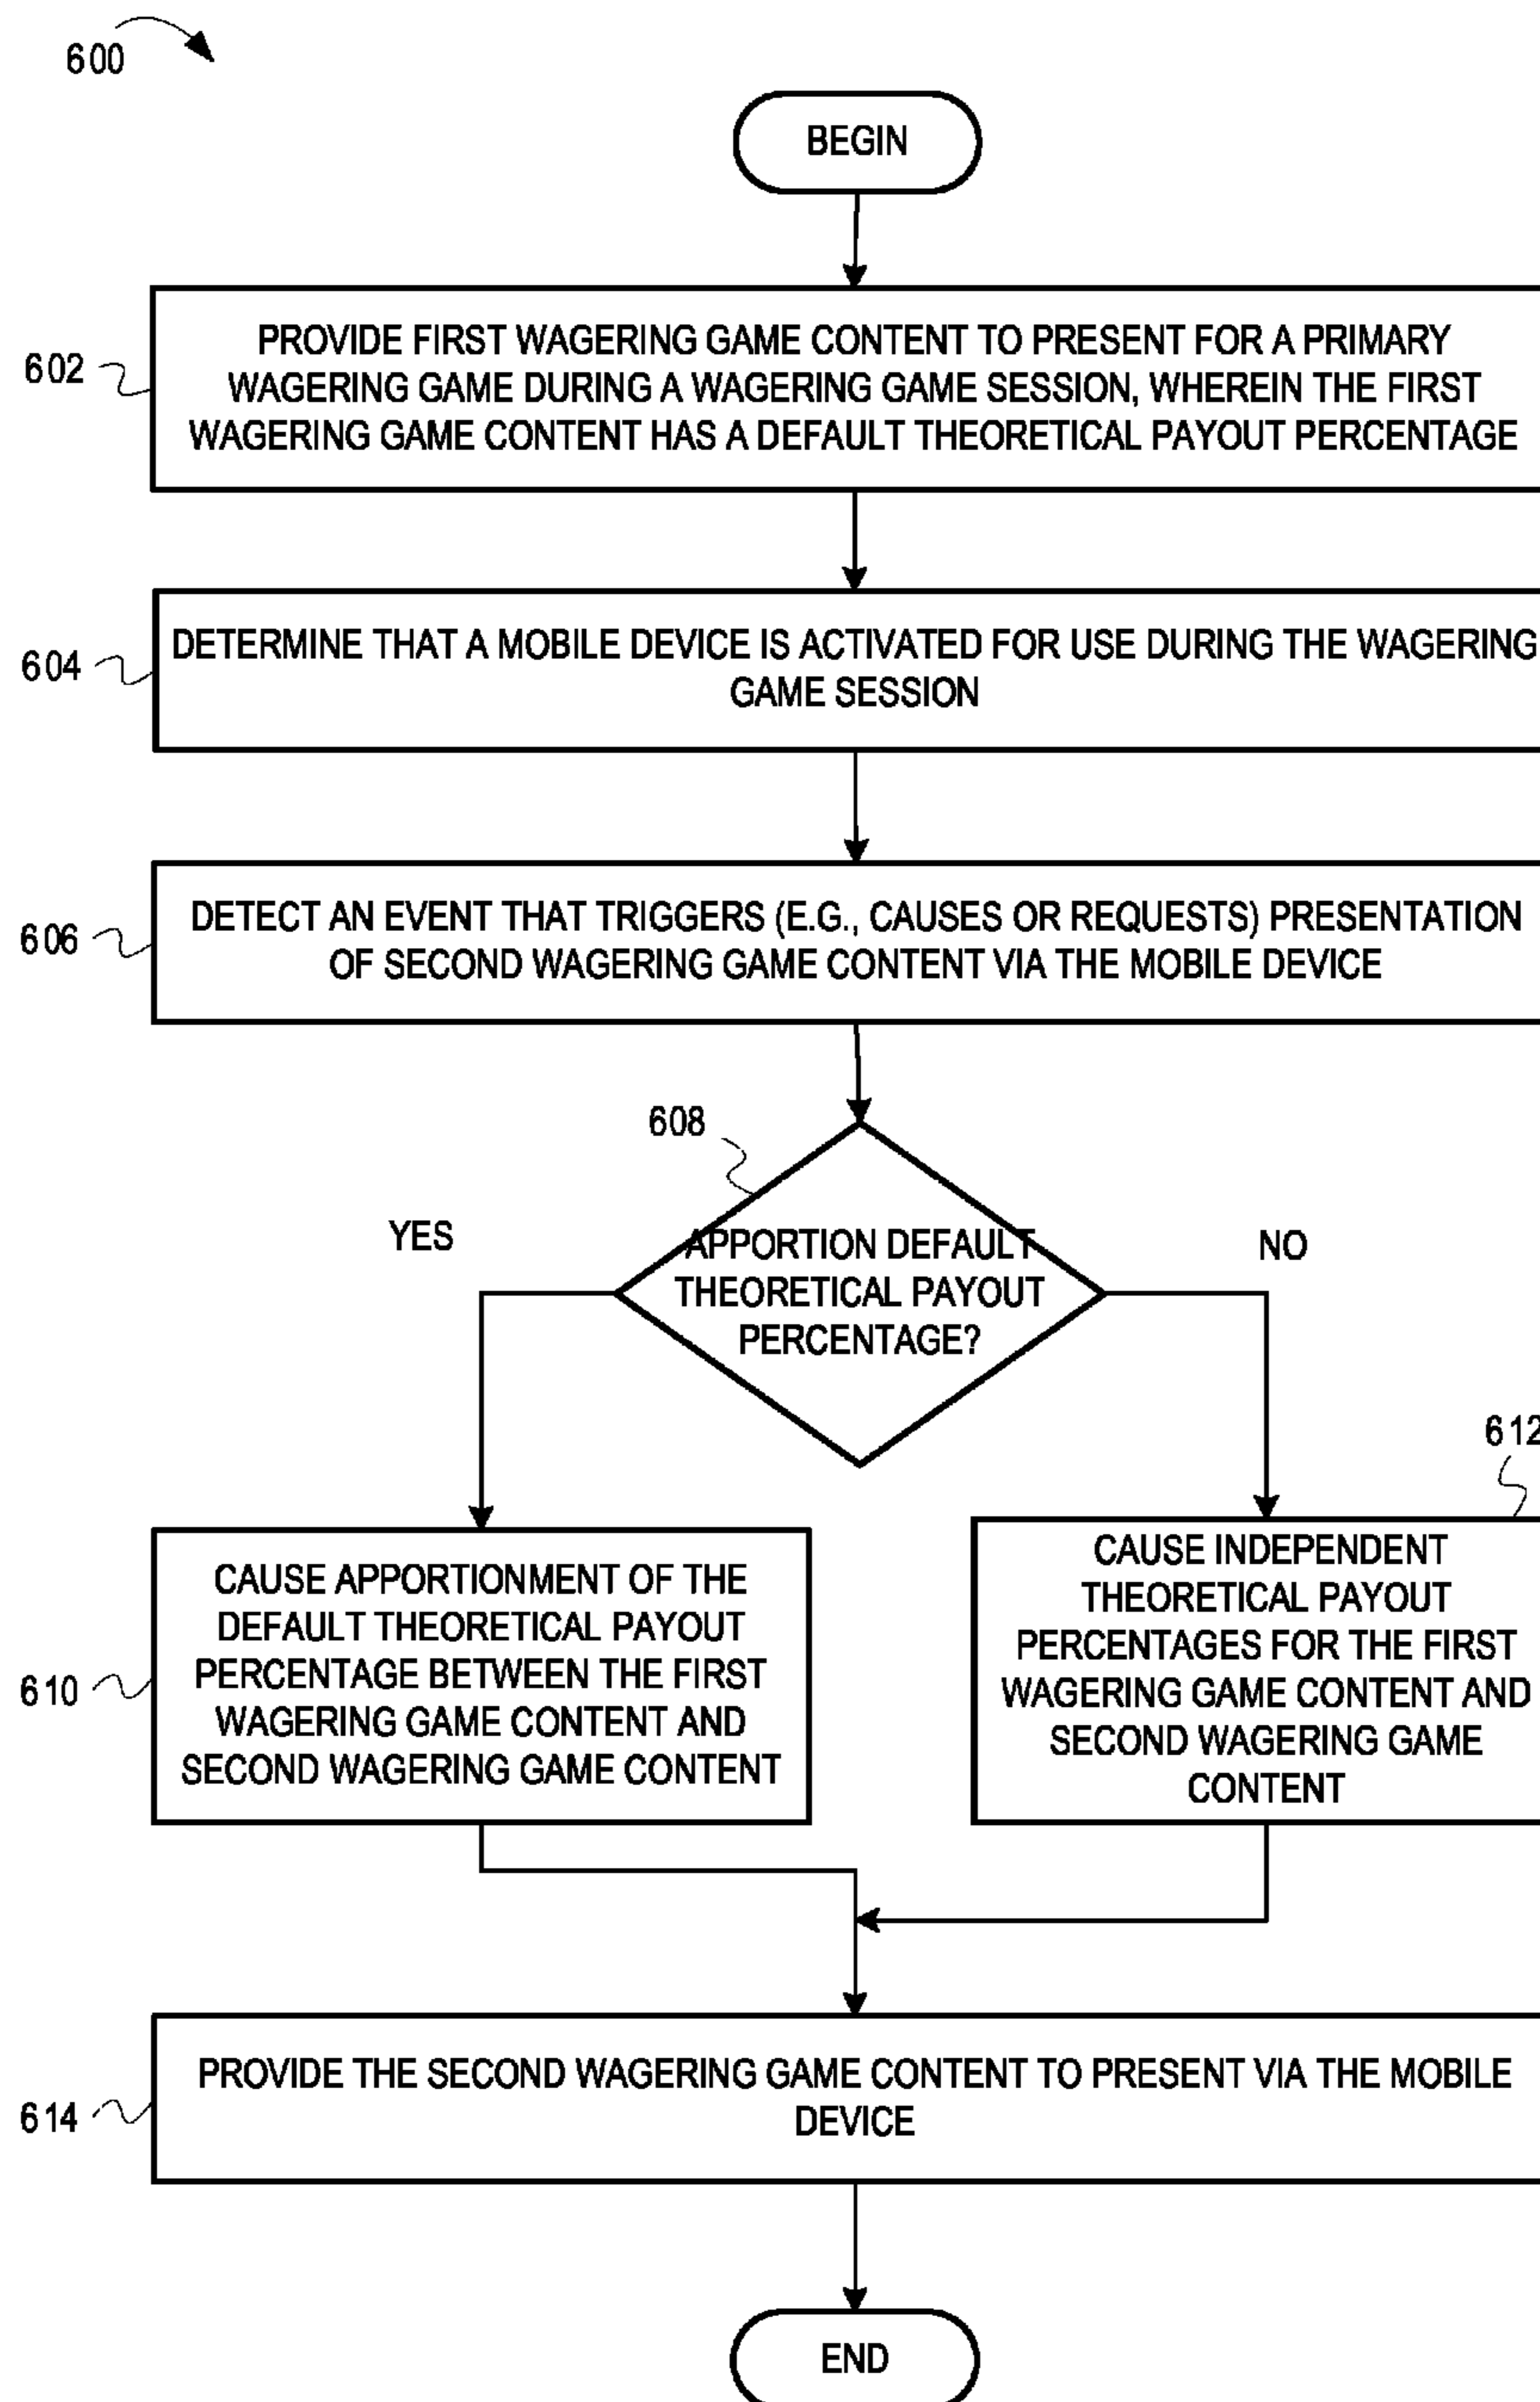 600
BEGIN
602
PROVIDE FIRST WAGERING GAME CONTENT TO PRESENT FOR A PRIMARY
WAGERING GAME DURING A WAGERING GAME SESSION, WHEREIN THE FIRST
WAGERING GAME CONTENT HAS A DEFAULT THEORETICAL PAYOUT PERCENTAGE
604
DETERMINE THAT A MOBILE DEVICE IS ACTIVATED FOR USE DURING THE WAGERING
GAME SESSION
606
DETECT AN EVENT THAT TRIGGERS (E.G., CAUSES OR REQUESTS) PRESENTATION
OF SECOND WAGERING GAME CONTENT VIA THE MOBILE DEVICE
608
YES
NO
APPORTION DEFAULT
THEORETICAL PAYOUT
PERCENTAGE?
610
CAUSE APPORTIONMENT OF THE
DEFAULT THEORETICAL PAYOUT
PERCENTAGE BETWEEN THE FIRST
WAGERING GAME CONTENT AND
SECOND WAGERING GAME CONTENT
612
CAUSE INDEPENDENT
THEORETICAL PAYOUT
PERCENTAGES FOR THE FIRST
WAGERING GAME CONTENT AND
SECOND WAGERING GAME
CONTENT
614
PROVIDE THE SECOND WAGERING GAME CONTENT TO PRESENT VIA THE MOBILE
DEVICE
END